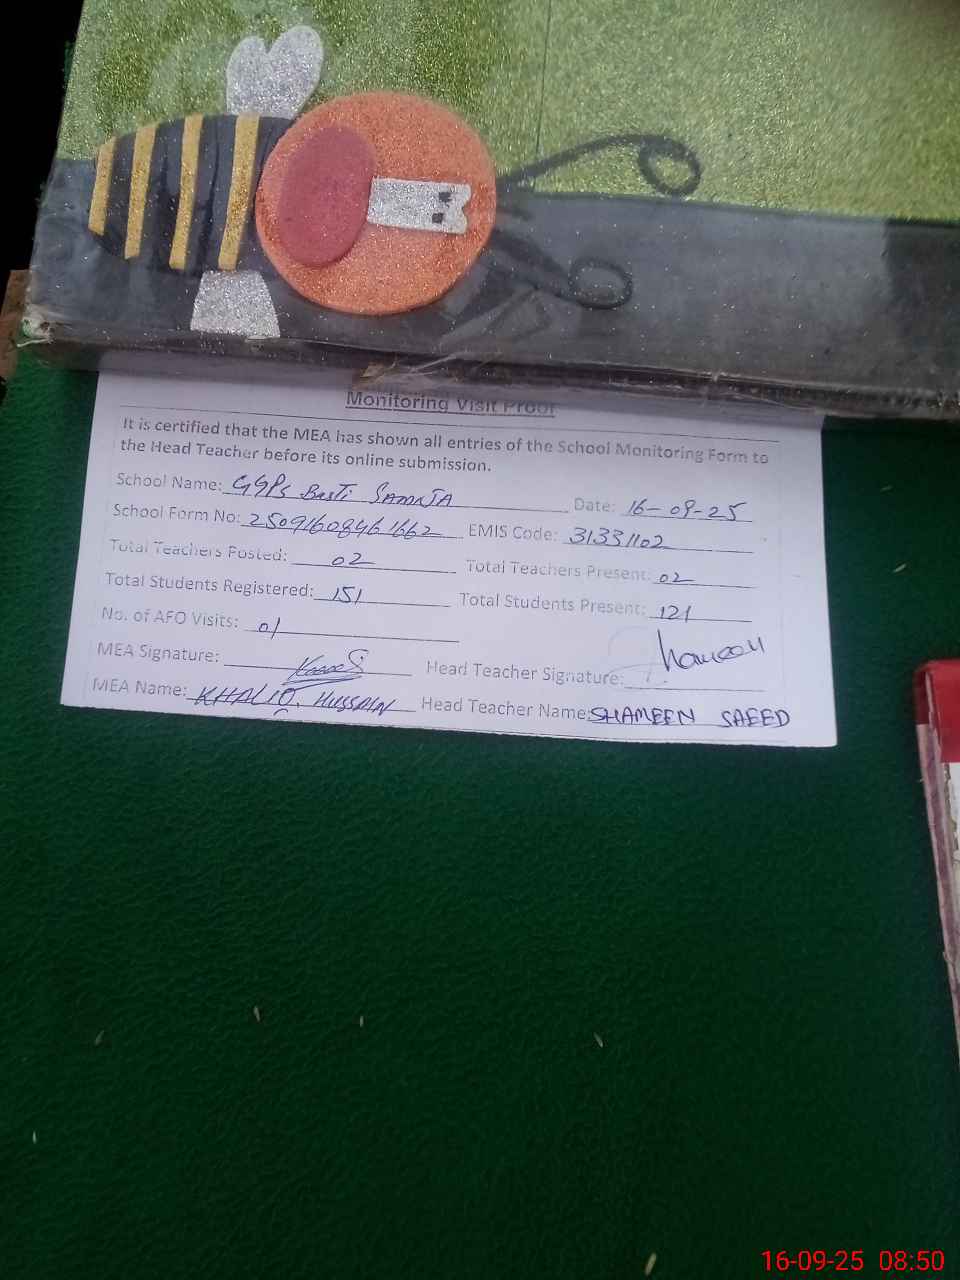 Monitoring Visit Proof
It is certified that the MEA has shown all entries of the School Monitoring Form to
the Head Teacher before its online submission.
School Name: GGPS Basti SAMNJA Date: 16-09-25
School Form No: 25091608461662 EMIS Code: 31331102
Total Teachers Posted: 02 Total Teachers Present: 02
Total Students Registered: 151 Total Students Present: 121
No. of AFO Visits: 01
MEA Signature: Head Teacher Signature:
MEA Name: KHALIQ. HUSSAIN Head Teacher Name: SHAMEEN SAEED
16-09-25 08:50